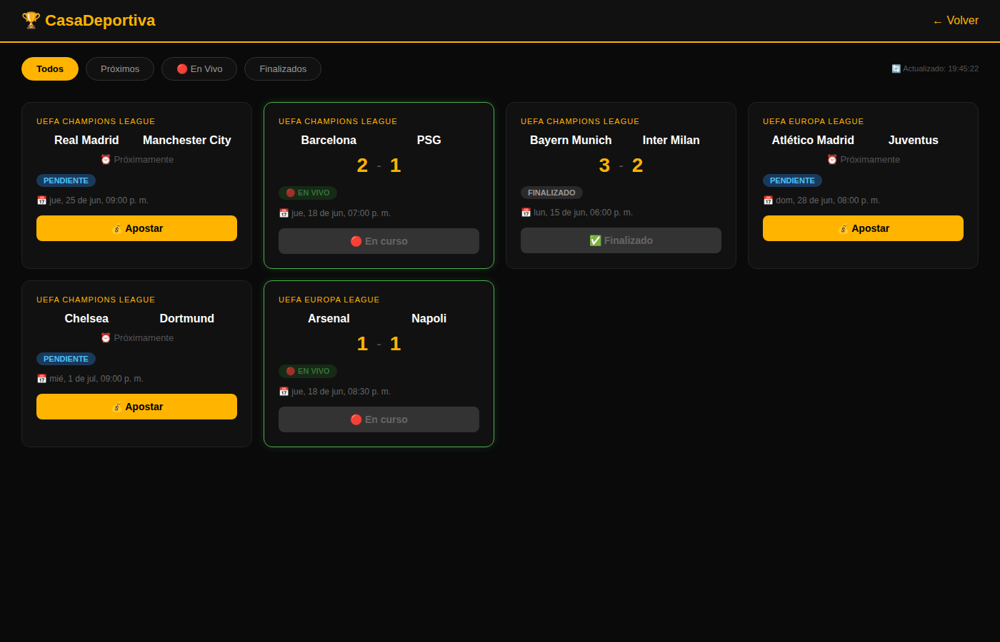 🏆 CasaDeportiva
← Volver
Todos
Próximos
🔴 En Vivo
Finalizados
🔄 Actualizado: 19:45:22
UEFA CHAMPIONS LEAGUE
Real Madrid Manchester City
⏰ Próximamente
PENDIENTE
📅 jue, 25 de jun, 09:00 p. m.
💰 Apostar
UEFA CHAMPIONS LEAGUE
Barcelona PSG
2 - 1
🔴 EN VIVO
📅 jue, 18 de jun, 07:00 p. m.
🔴 En curso
UEFA CHAMPIONS LEAGUE
Bayern Munich Inter Milan
3 - 2
FINALIZADO
📅 lun, 15 de jun, 06:00 p. m.
✅ Finalizado
UEFA EUROPA LEAGUE
Atlético Madrid Juventus
⏰ Próximamente
PENDIENTE
📅 dom, 28 de jun, 08:00 p. m.
💰 Apostar
UEFA CHAMPIONS LEAGUE
Chelsea Dortmund
⏰ Próximamente
PENDIENTE
📅 mié, 1 de jul, 09:00 p. m.
💰 Apostar
UEFA EUROPA LEAGUE
Arsenal Napoli
1 - 1
🔴 EN VIVO
📅 jue, 18 de jun, 08:30 p. m.
🔴 En curso